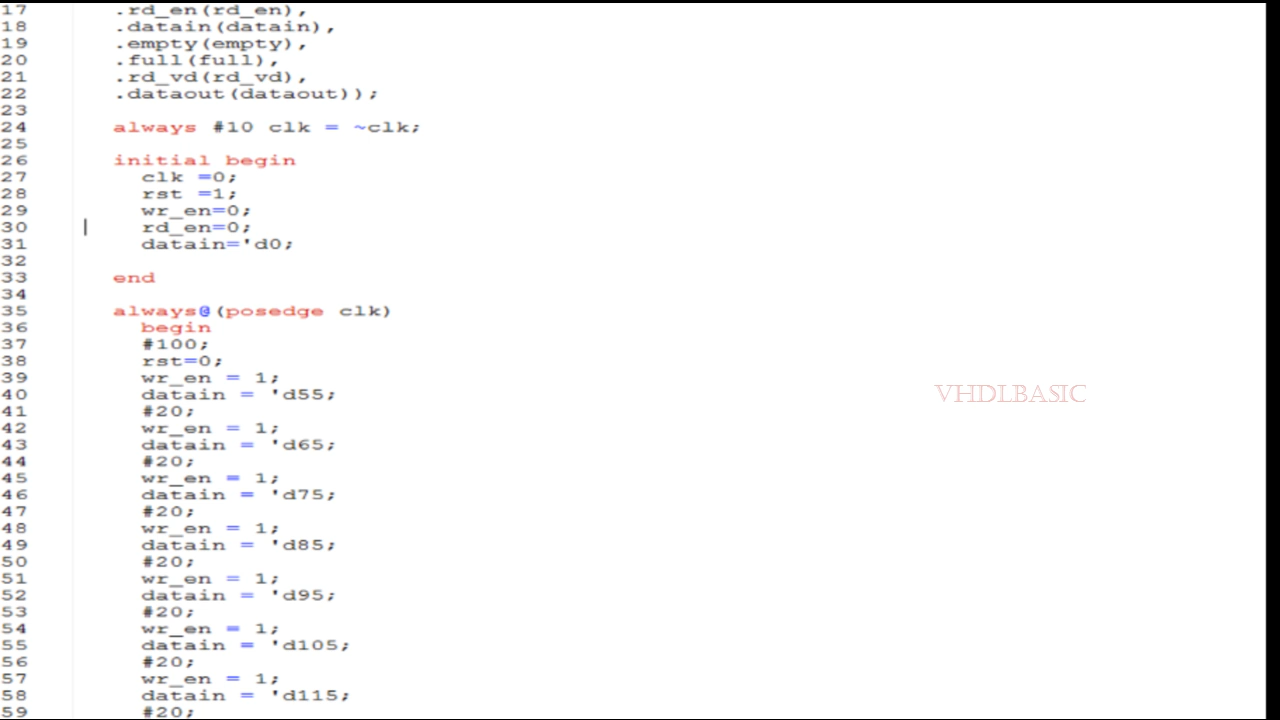 17 .rd_en(rd_en),
18 .datain(datain),
19 .empty(empty),
20 .full(full),
21 .rd_vd(rd_vd),
22 .dataout(dataout));
23
24 always #10 clk = ~clk;
25
26 initial begin
27 clk =0;
28 rst =1;
29 wr_en=0;
30 rd_en=0;
31 datain='d0;
32
33 end
34
35 always@(posedge clk)
36 begin
37 #100;
38 rst=0;
39 wr_en = 1;
40 datain = 'd55;
41 #20;
42 wr_en = 1;
43 datain = 'd65;
44 #20;
45 wr_en = 1;
46 datain = 'd75;
47 #20;
48 wr_en = 1;
49 datain = 'd85;
50 #20;
51 wr_en = 1;
52 datain = 'd95;
53 #20;
54 wr_en = 1;
55 datain = 'd105;
56 #20;
57 wr_en = 1;
58 datain = 'd115;
59 #20;
VHDLBASIC